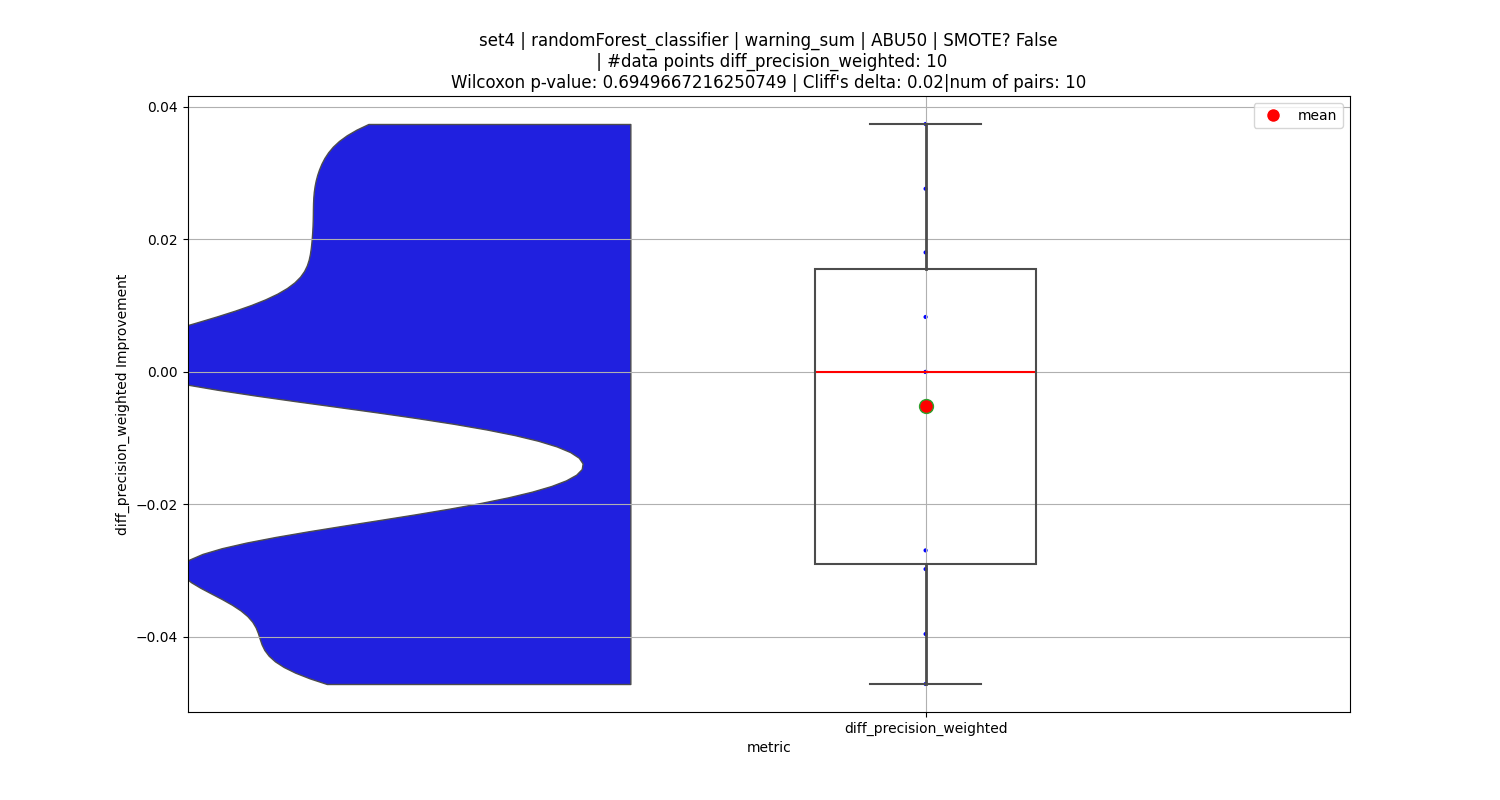 set4 | randomForest_classifier | warning_sum | ABU50 | SMOTE? False
| #data points diff_precision_weighted: 10
Wilcoxon p-value: 0.6949667216250749 | Cliff's delta: 0.02|num of pairs: 10
mean
0.04
0.02
0.00
−0.02
−0.04
diff_precision_weighted Improvement
diff_precision_weighted
metric